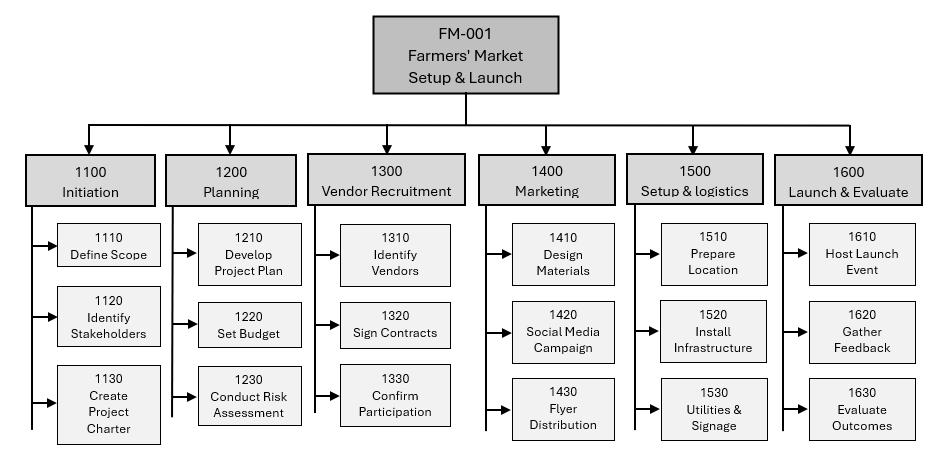 FM-001
Farmers' Market
Setup & Launch
1100
Initiation
1200
Planning
1300
Vendor Recruitment
1400
Marketing
1500
Setup & logistics
1600
Launch & Evaluate
1110
Define Scope
1120
Identify
Stakeholders
1130
Create
Project
Charter
1210
Develop
Project Plan
1220
Set Budget
1230
Conduct Risk
Assessment
1310
Identify
Vendors
1320
Sign Contracts
1330
Confirm
Participation
1410
Design
Materials
1420
Social Media
Campaign
1430
Flyer
Distribution
1510
Prepare
Location
1520
Install
Infrastructure
1530
Utilities &
Signage
1610
Host Launch
Event
1620
Gather
Feedback
1630
Evaluate
Outcomes